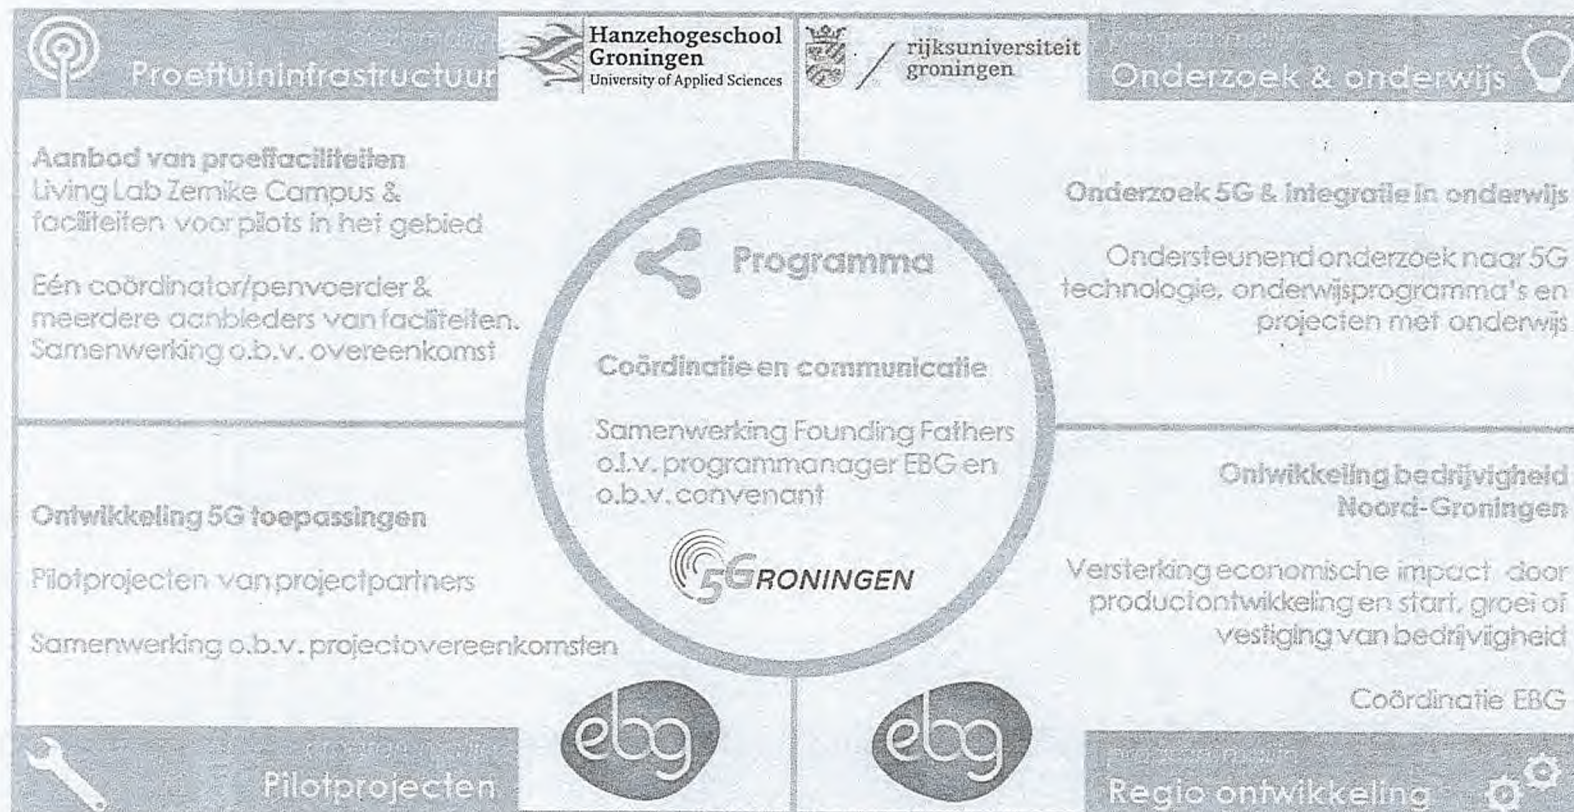 Proeftuininfrastructuur
Hanzehogeschool
Groningen
University of Applied Sciences
rijksuniversiteit
groningen
Onderzoek & onderwijs
Aanbod van proeffaciliteiten
Living Lab Zernike Campus &
faciliteiten voor pilots in het gebied
Eén coördinator/penvoerder &
meerdere aanbieders van faciliteiten.
Samenwerking o.b.v. overeenkomst
Onderzoek 5G & integratie in onderwijs
Ondersteunend onderzoek naar 5G
technologie, onderwijsprogramma's en
projecten met onderwijs
Programma
Coördinatie en communicatie
Samenwerking Founding Fathers
o.l.v. programmanager EBG en
o.b.v. convenant
5GRONINGEN
Ontwikkeling 5G toepassingen
Pilotprojecten van projectpartners
Samenwerking o.b.v. projectovereenkomsten
Ontwikkeling bedrijvigheid
Noord-Groningen
Versterking economische impact door
productontwikkeling en start, groei of
vestiging van bedrijvigheid
Coördinatie EBG
ebg
ebg
Pilotprojecten
Regio ontwikkeling